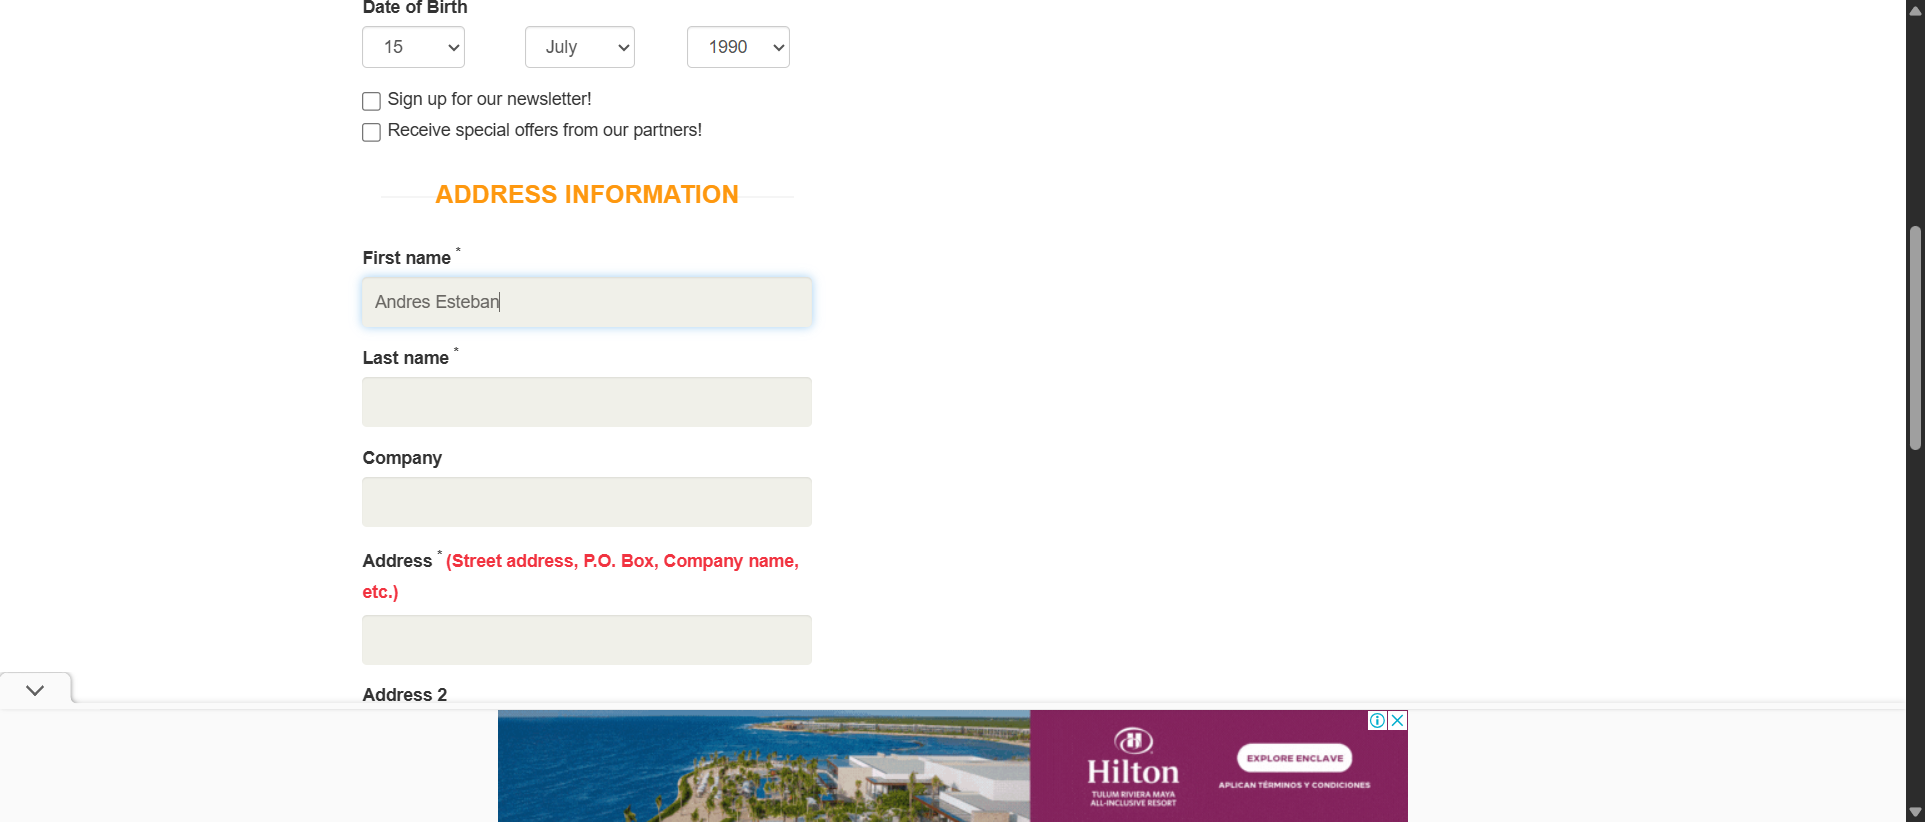 Date of Birth
15 July 1990
Sign up for our newsletter!
Receive special offers from our partners!
ADDRESS INFORMATION
First name *
Andres Esteban
Last name *
Company
Address * (Street address, P.O. Box, Company name,
etc.)
Address 2
Hilton
TULUM RIVIERA MAYA
ALL-INCLUSIVE RESORT
EXPLORE ENCLAVE
APLICAN TÉRMINOS Y CONDICIONES